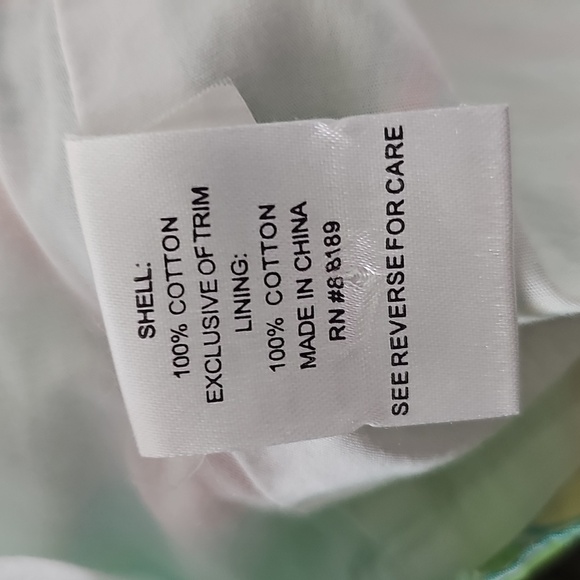 SHELL:
100% COTTON
EXCLUSIVE OF TRIM
LINING:
100% COTTON
MADE IN CHINA
RN #88189
SEE REVERSE FOR CARE